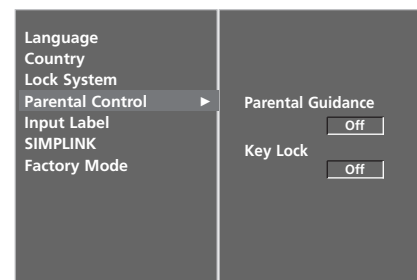 Language
Country
Lock System
Parental Control ►
Input Label
SIMPLINK
Factory Mode
Parental Guidance
Off
Key Lock
Off